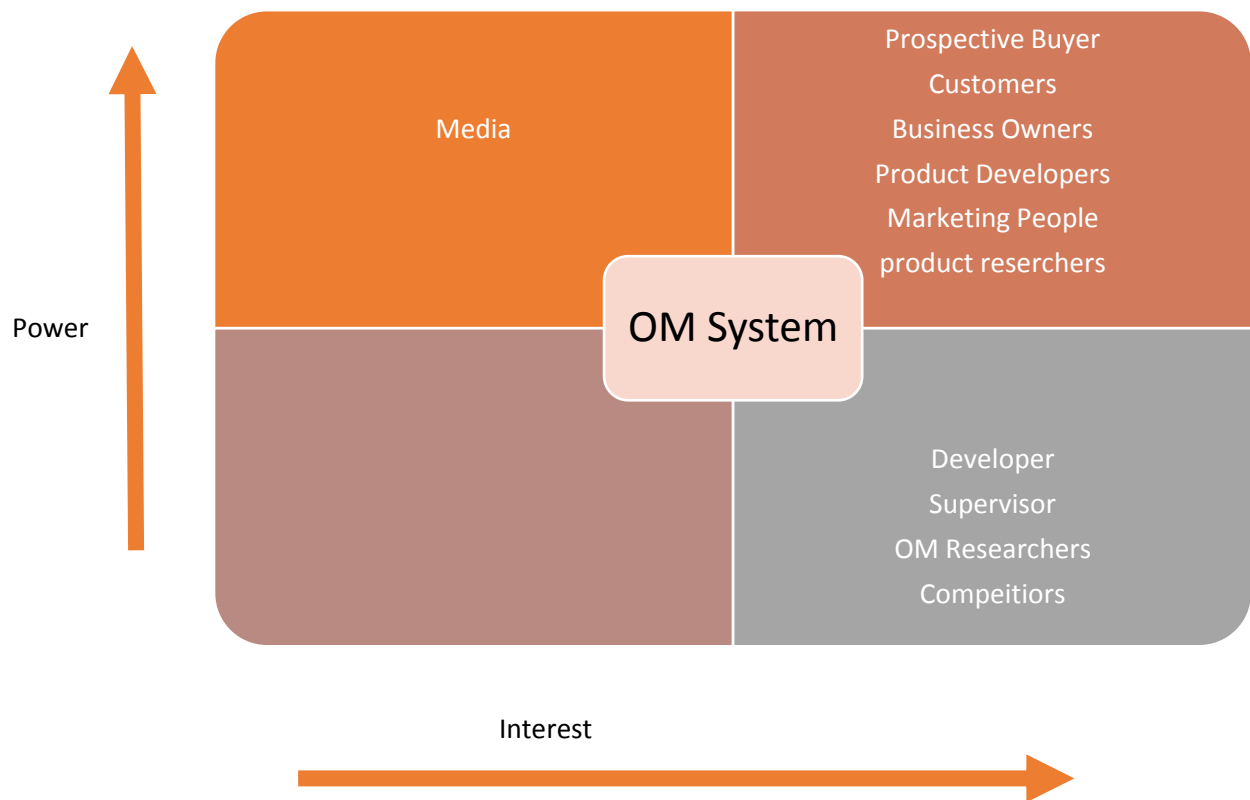 Prospective Buyer
Customers
Business Owners
Product Developers
Marketing People
product reserchers
Media
Power
OM System
Developer
Supervisor
OM Researchers
Compeitiors
Interest